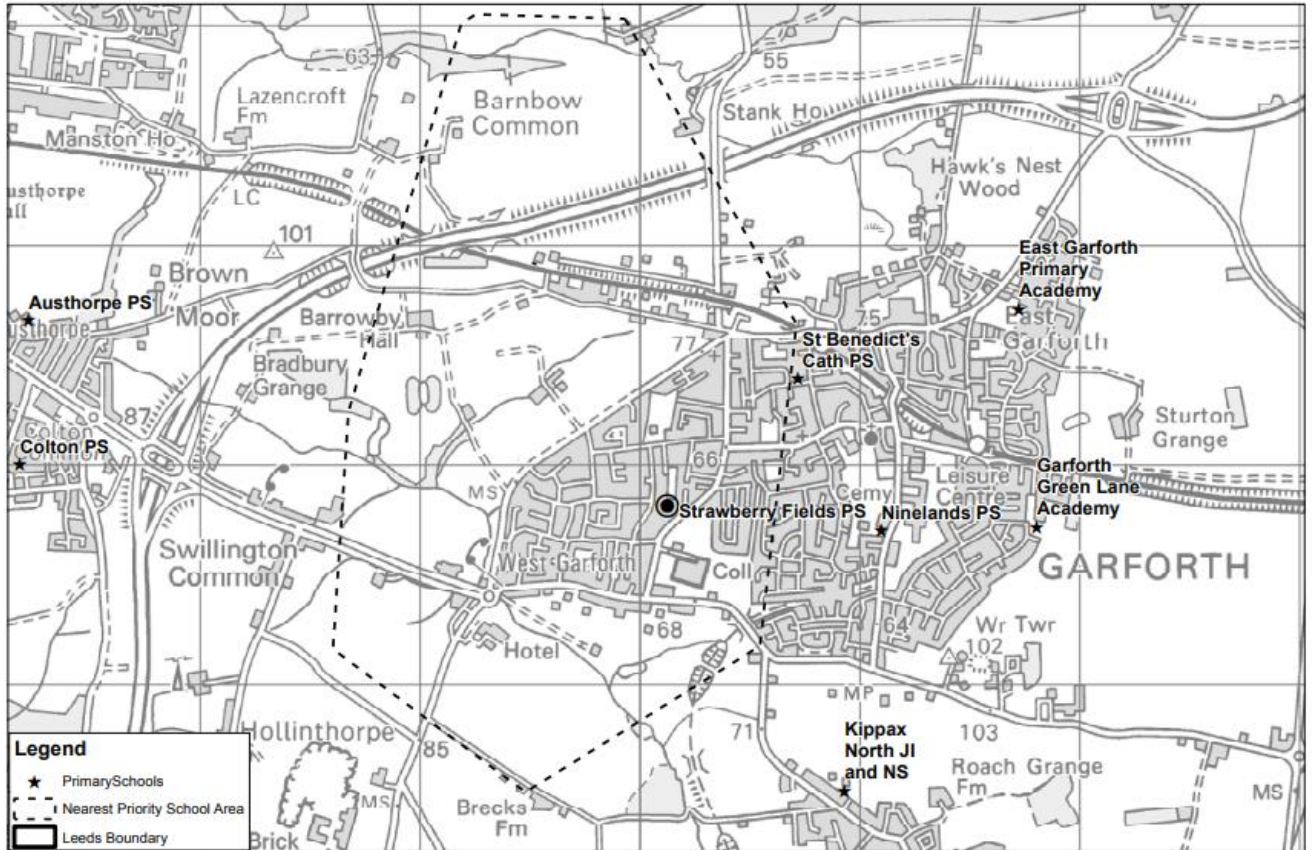 63
55
Lazencroft
Fm
Barnbow
Common
Stank Ho
Manston Ho
Hawk's Nest
Wood
LC
101
East Garforth
Primary
Academy
Brown
Moor
Austhorpe PS
Barrowby
Hall
75
East
Garforth
77
St Benedict's
Cath PS
Bradbury
Grange
87
Sturton
Grange
Colton PS
66
MS
Leisure
Centre
Garforth
Green Lane
Academy
Cemy
Strawberry Fields PS
Ninelands PS
Swillington
Common
West Garforth
Coll
GARFORTH
68
64
Wr Twr
102
Hotel
MP
71
103
Hollinthorpe
85
Kippax
North JI
and NS
Roach Grange
Fm
MS
MS
Brecks
Fm
Brick
Legend
PrimarySchools
Nearest Priority School Area
Leeds Boundary